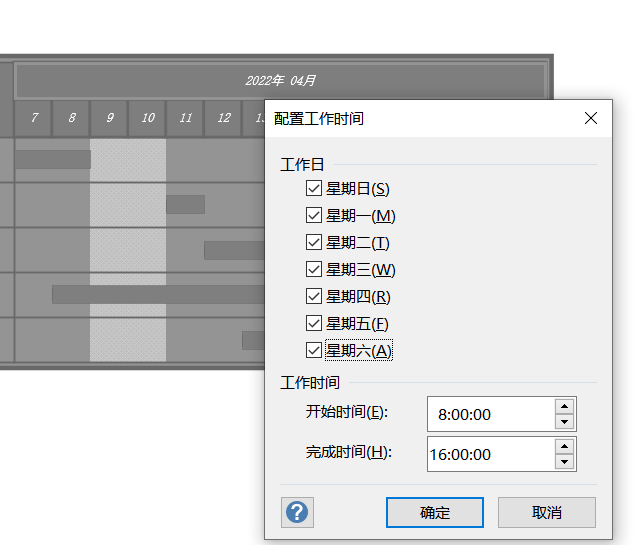 2022年 04月
7 8 9 10 11 12
配置工作时间
工作日
星期日(S)
星期一(M)
星期二(T)
星期三(W)
星期四(R)
星期五(F)
星期六(A)
工作时间
开始时间(E): 8:00:00
完成时间(H): 16:00:00
? 确定 取消